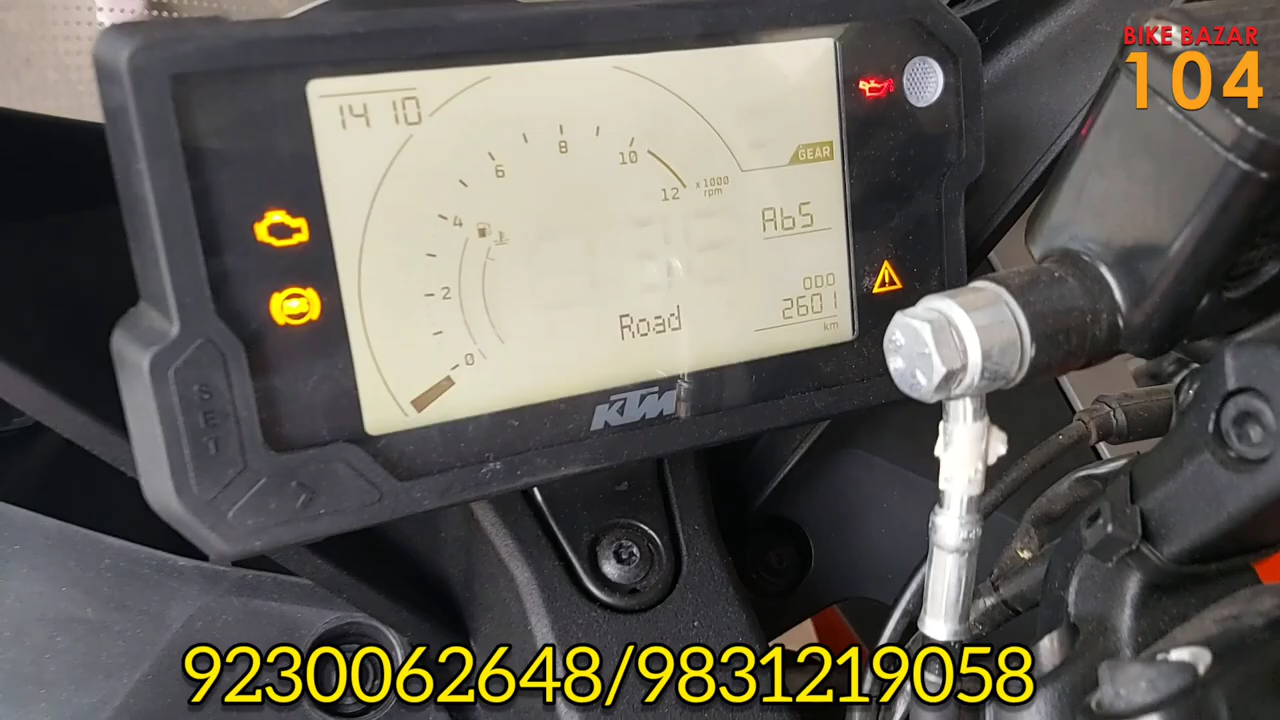 BIKE BAZAR
104
14 10
GEAR
8
6
10
12
x1000
rpm
4
AbS
2
ODO
2601
km
Road
0
KTM
SET
9230062648/9831219058